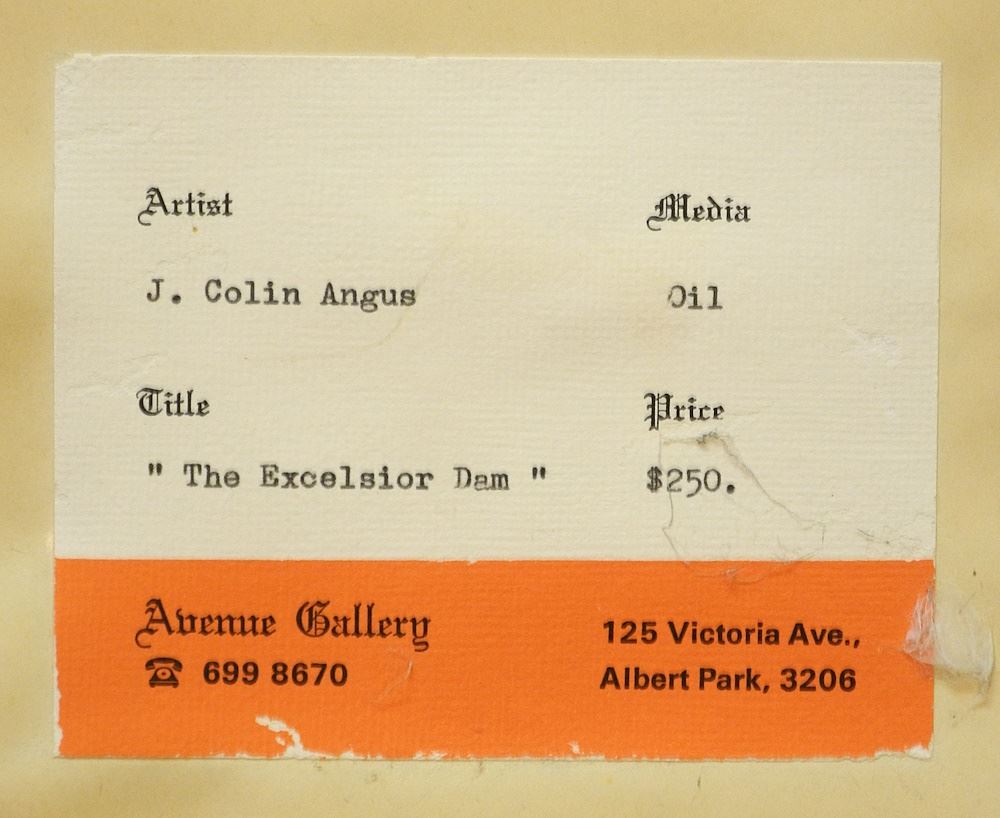 Artist
Media
J. Colin Angus
Oil
Title
Price
" The Excelsior Dam "
$250.
Avenue Gallery
☎ 699 8670
125 Victoria Ave.,
Albert Park, 3206